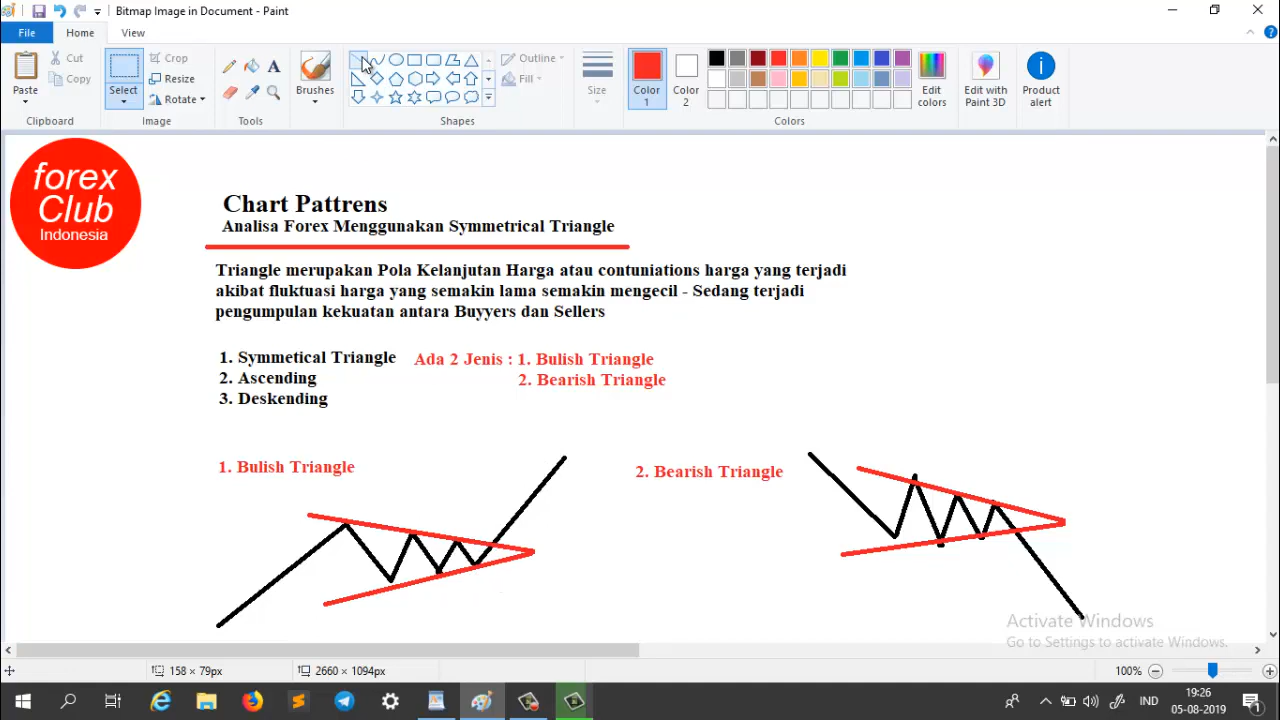 Bitmap Image in Document - Paint
File Home View
Paste
Cut
Copy
Clipboard
Select
Crop
Resize
Rotate
Image
Tools
Brushes
Outline
Fill
Shapes
Size
Color 1
Color 2
Edit colors
Colors
Edit with Paint 3D
Product alert
forex
Club
Indonesia
Chart Pattrens
Analisa Forex Menggunakan Symmetrical Triangle
Triangle merupakan Pola Kelanjutan Harga atau contuniations harga yang terjadi
akibat fluktuasi harga yang semakin lama semakin mengecil - Sedang terjadi
pengumpulan kekuatan antara Buyyers dan Sellers
1. Symmetical Triangle Ada 2 Jenis : 1. Bulish Triangle
2. Ascending 2. Bearish Triangle
3. Deskending
1. Bulish Triangle
2. Bearish Triangle
Activate Windows
Go to Settings to activate Windows.
158 × 79px
2660 × 1094px
100%
IND
19:26
05-08-2019
1